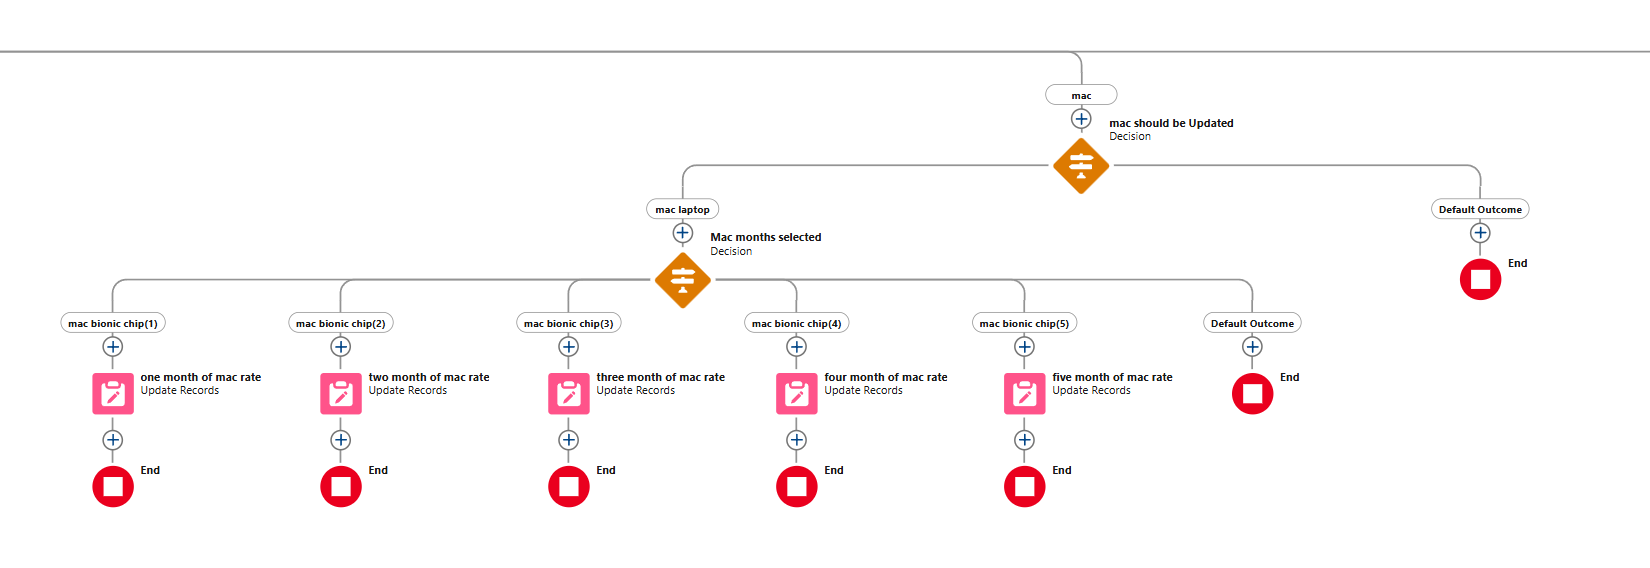 mac
mac should be Updated
Decision
mac laptop
Default Outcome
Mac months selected
Decision
End
mac bionic chip(1)
mac bionic chip(2)
mac bionic chip(3)
mac bionic chip(4)
mac bionic chip(5)
Default Outcome
one month of mac rate
Update Records
two month of mac rate
Update Records
three month of mac rate
Update Records
four month of mac rate
Update Records
five month of mac rate
Update Records
End
End
End
End
End
End